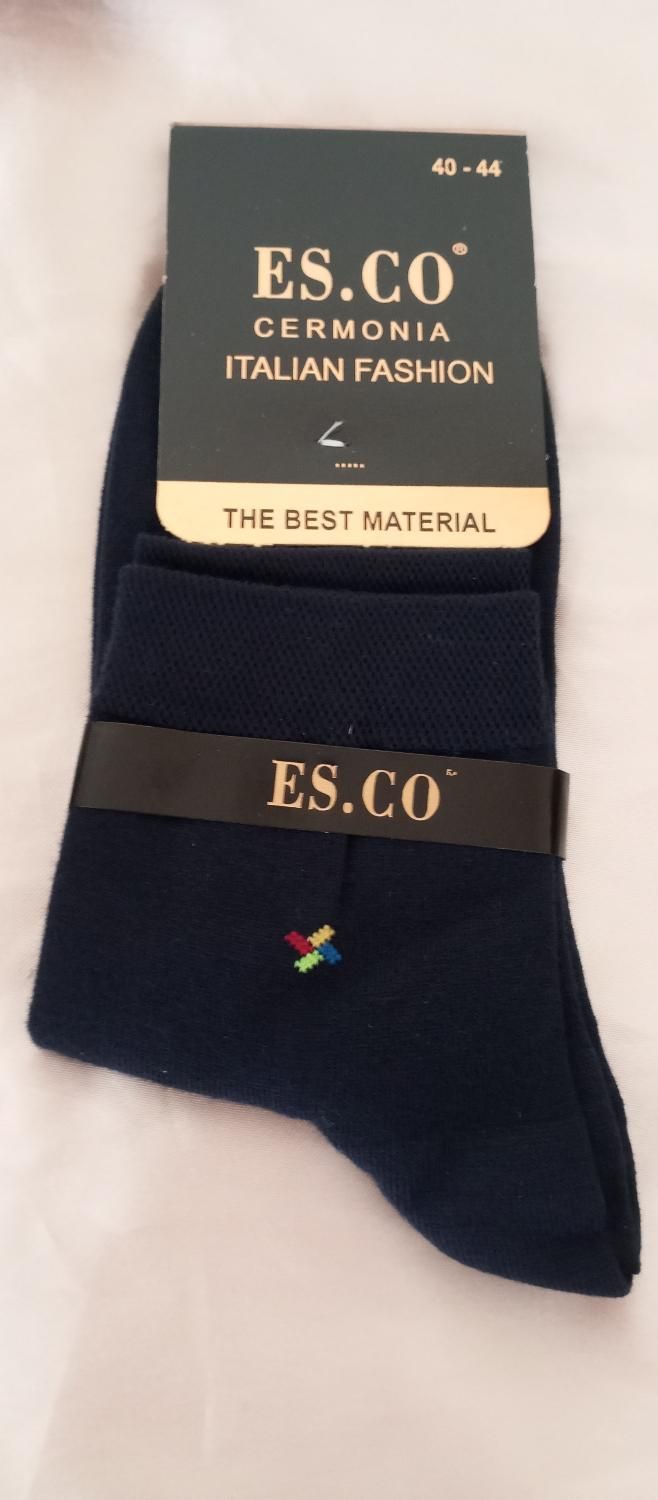 40 - 44
ES.CO®
CERMONIA
ITALIAN FASHION
THE BEST MATERIAL
ES.CO